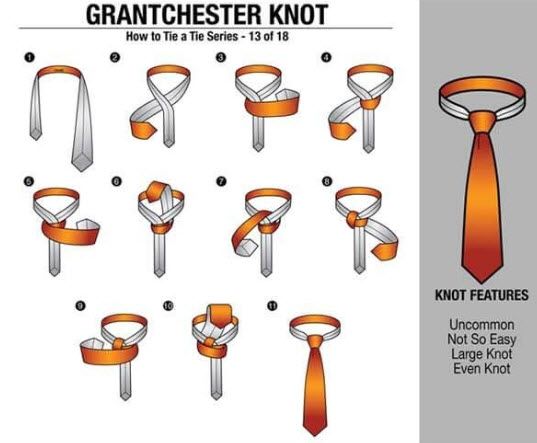 GRANTCHESTER KNOT
How to Tie a Tie Series - 13 of 18
1
2
3
4
5
6
7
8
9
10
11
KNOT FEATURES
Uncommon
Not So Easy
Large Knot
Even Knot